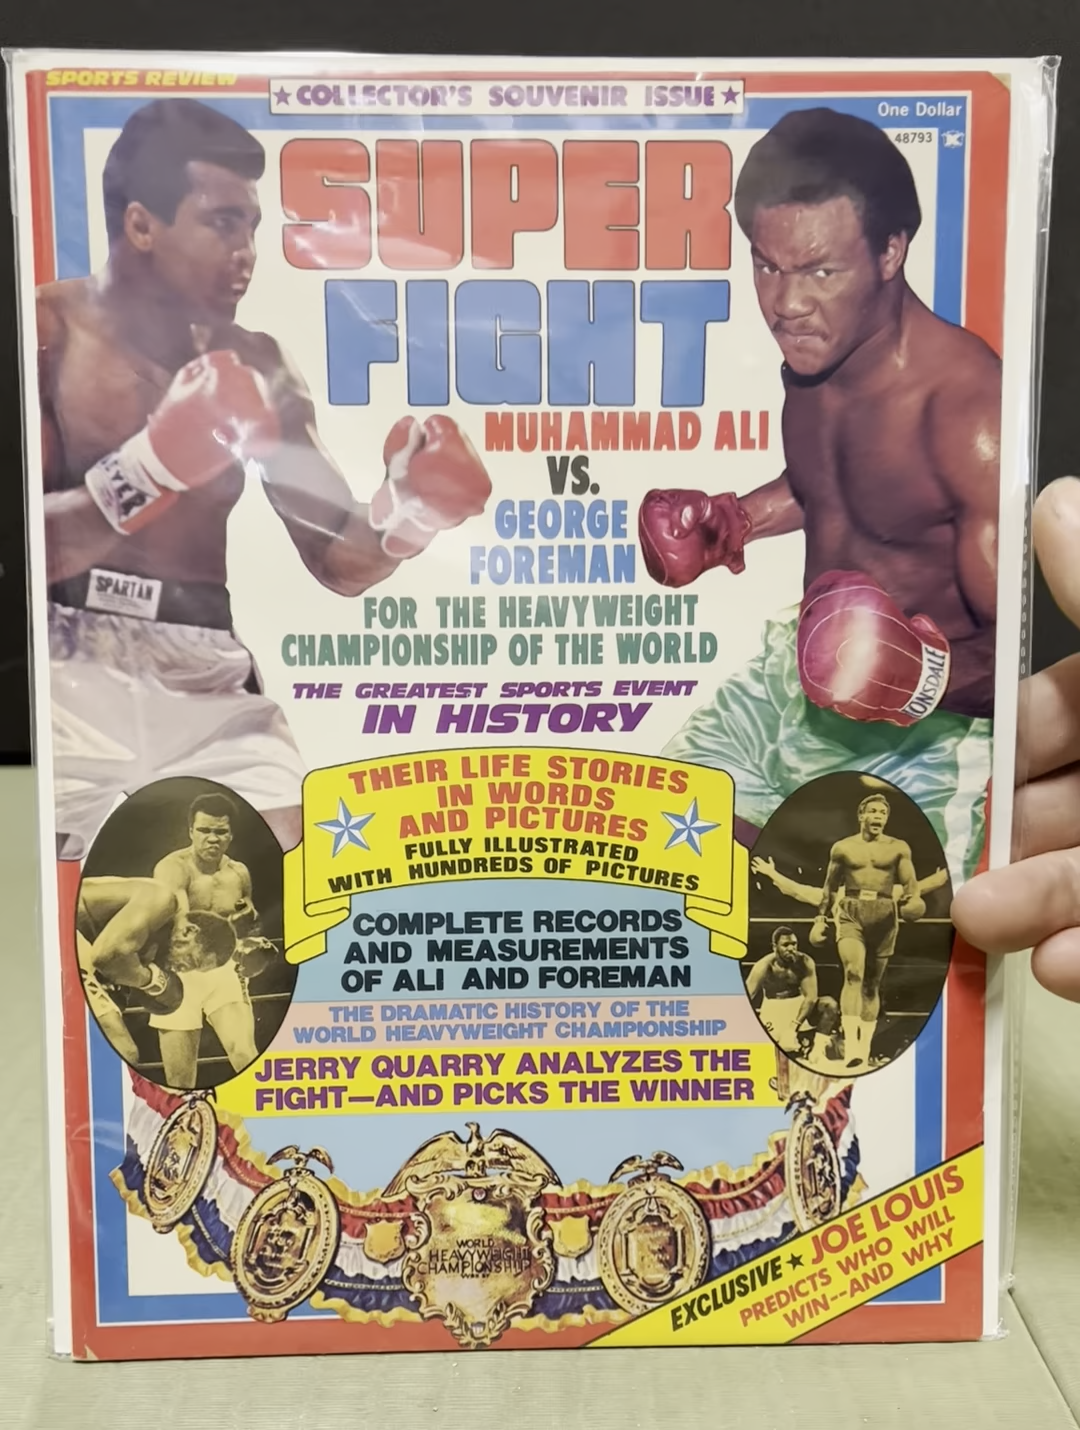 SPORTS REVIEW
★COLLECTOR'S SOUVENIR ISSUE★
One Dollar
48793
SUPER
FIGHT
MUHAMMAD ALI
VS.
GEORGE
FOREMAN
SPARTAN
FOR THE HEAVYWEIGHT
CHAMPIONSHIP OF THE WORLD
LONSDALE
THE GREATEST SPORTS EVENT
IN HISTORY
THEIR LIFE STORIES
IN WORDS
AND PICTURES
FULLY ILLUSTRATED
WITH HUNDREDS OF PICTURES
COMPLETE RECORDS
AND MEASUREMENTS
OF ALI AND FOREMAN
THE DRAMATIC HISTORY OF THE
WORLD HEAVYWEIGHT CHAMPIONSHIP
JERRY QUARRY ANALYZES THE
FIGHT—AND PICKS THE WINNER
WORLD
HEAVYWEIGHT
CHAMPIONSHIP
EXCLUSIVE★JOE LOUIS
PREDICTS WHO WILL
WIN--AND WHY